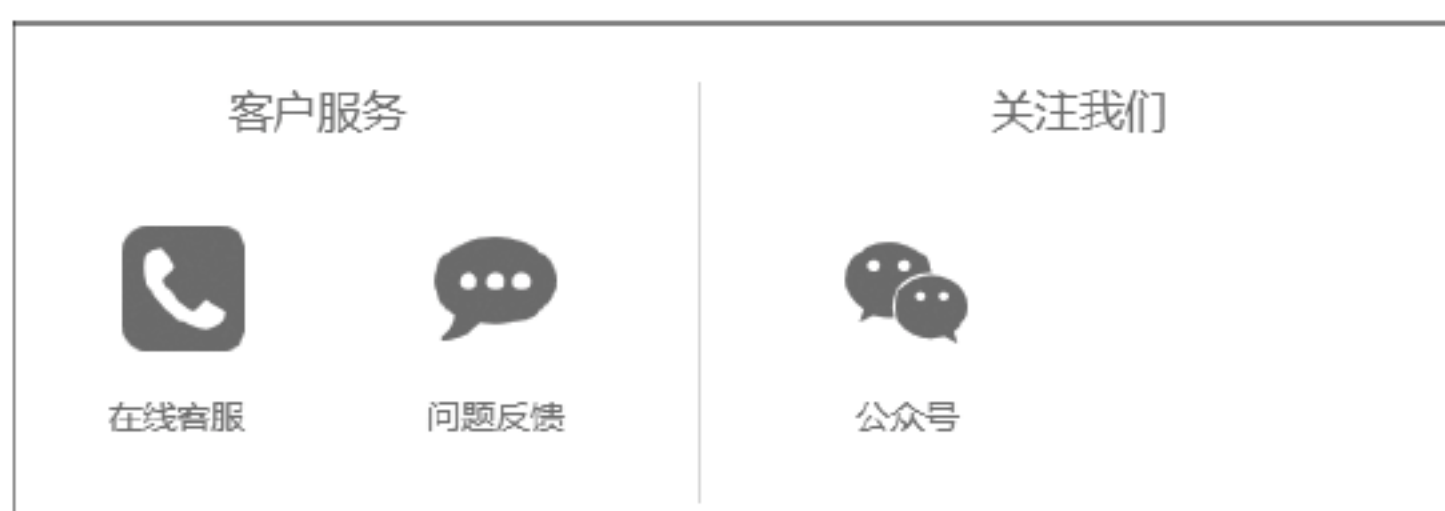 客户服务
关注我们
在线客服
问题反馈
公众号